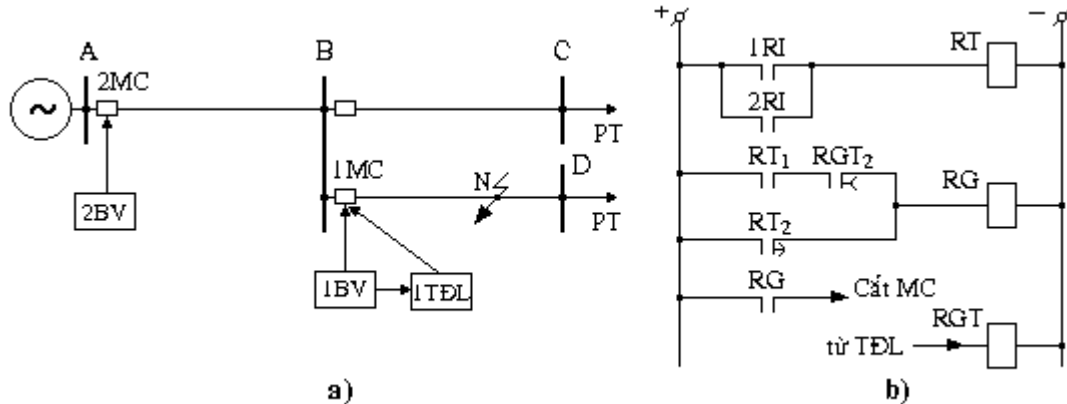 A
B
C
2MC
PT
1MC
N
D
PT
2BV
1BV
1TĐL
a)
+
−
1RI
RT
2RI
RT1
RGT2
RG
RT2
RG
Cắt MC
RGT
từ TĐL
b)